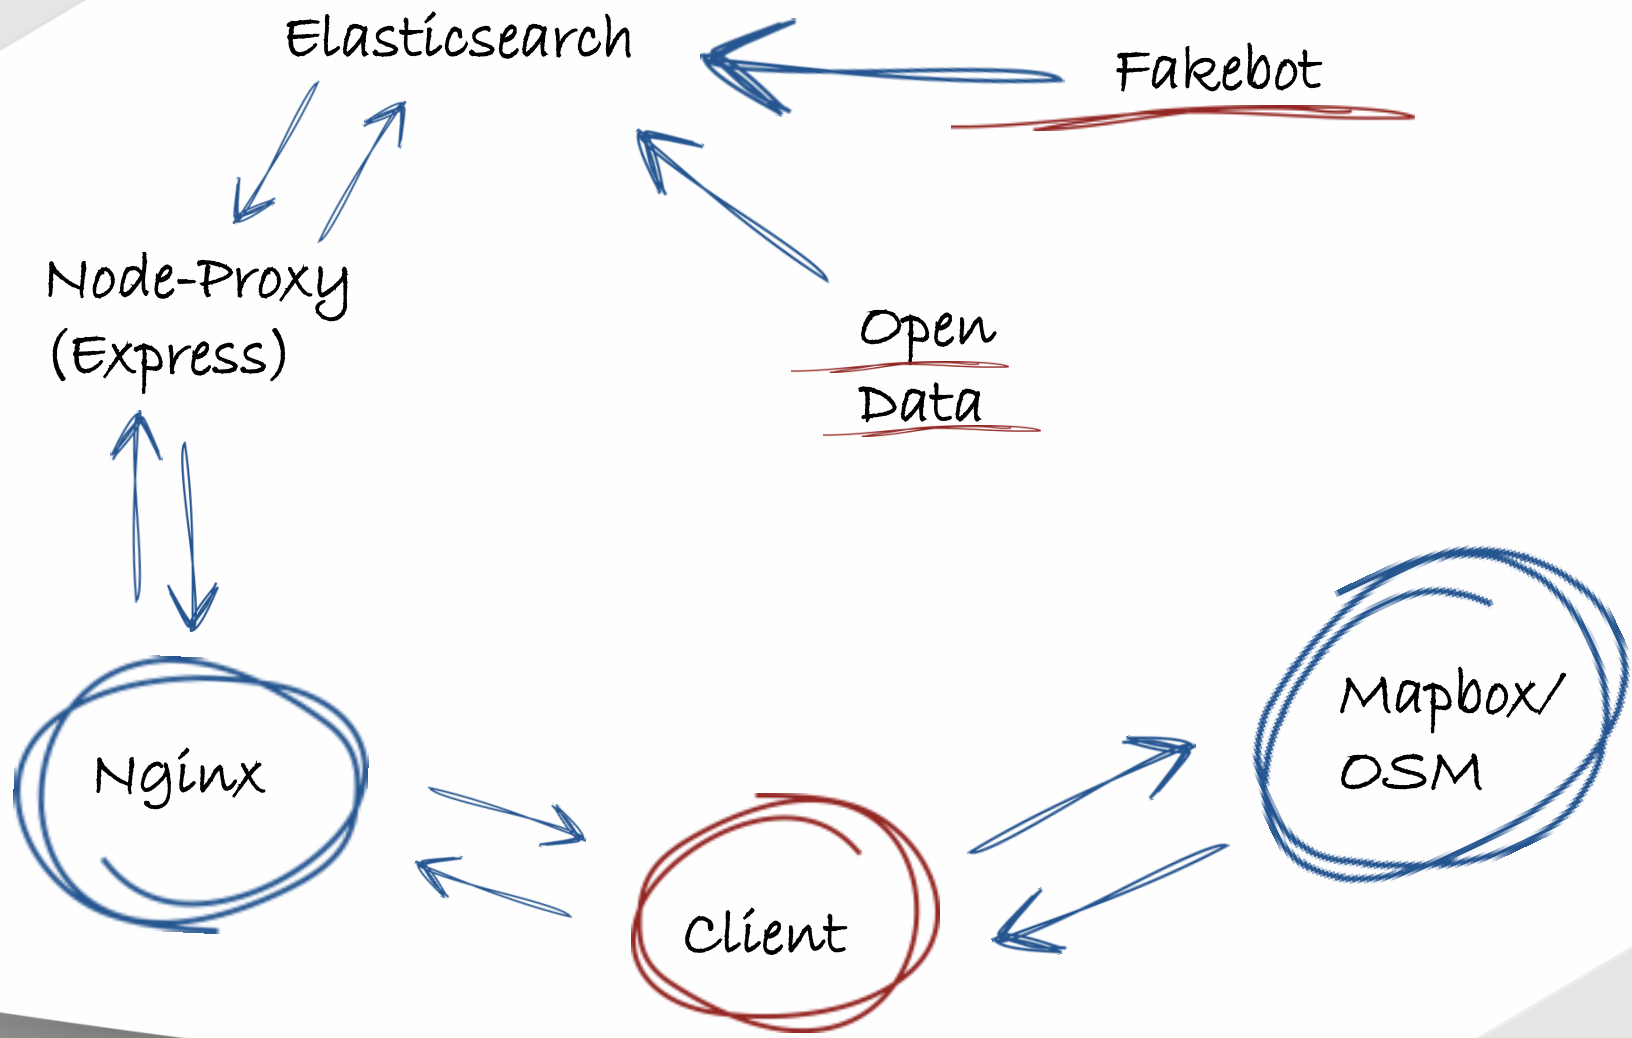 Elasticsearch
Fakebot
Node-Proxy
(Express)
Open
Data
Nginx
Client
Mapbox/
OSM